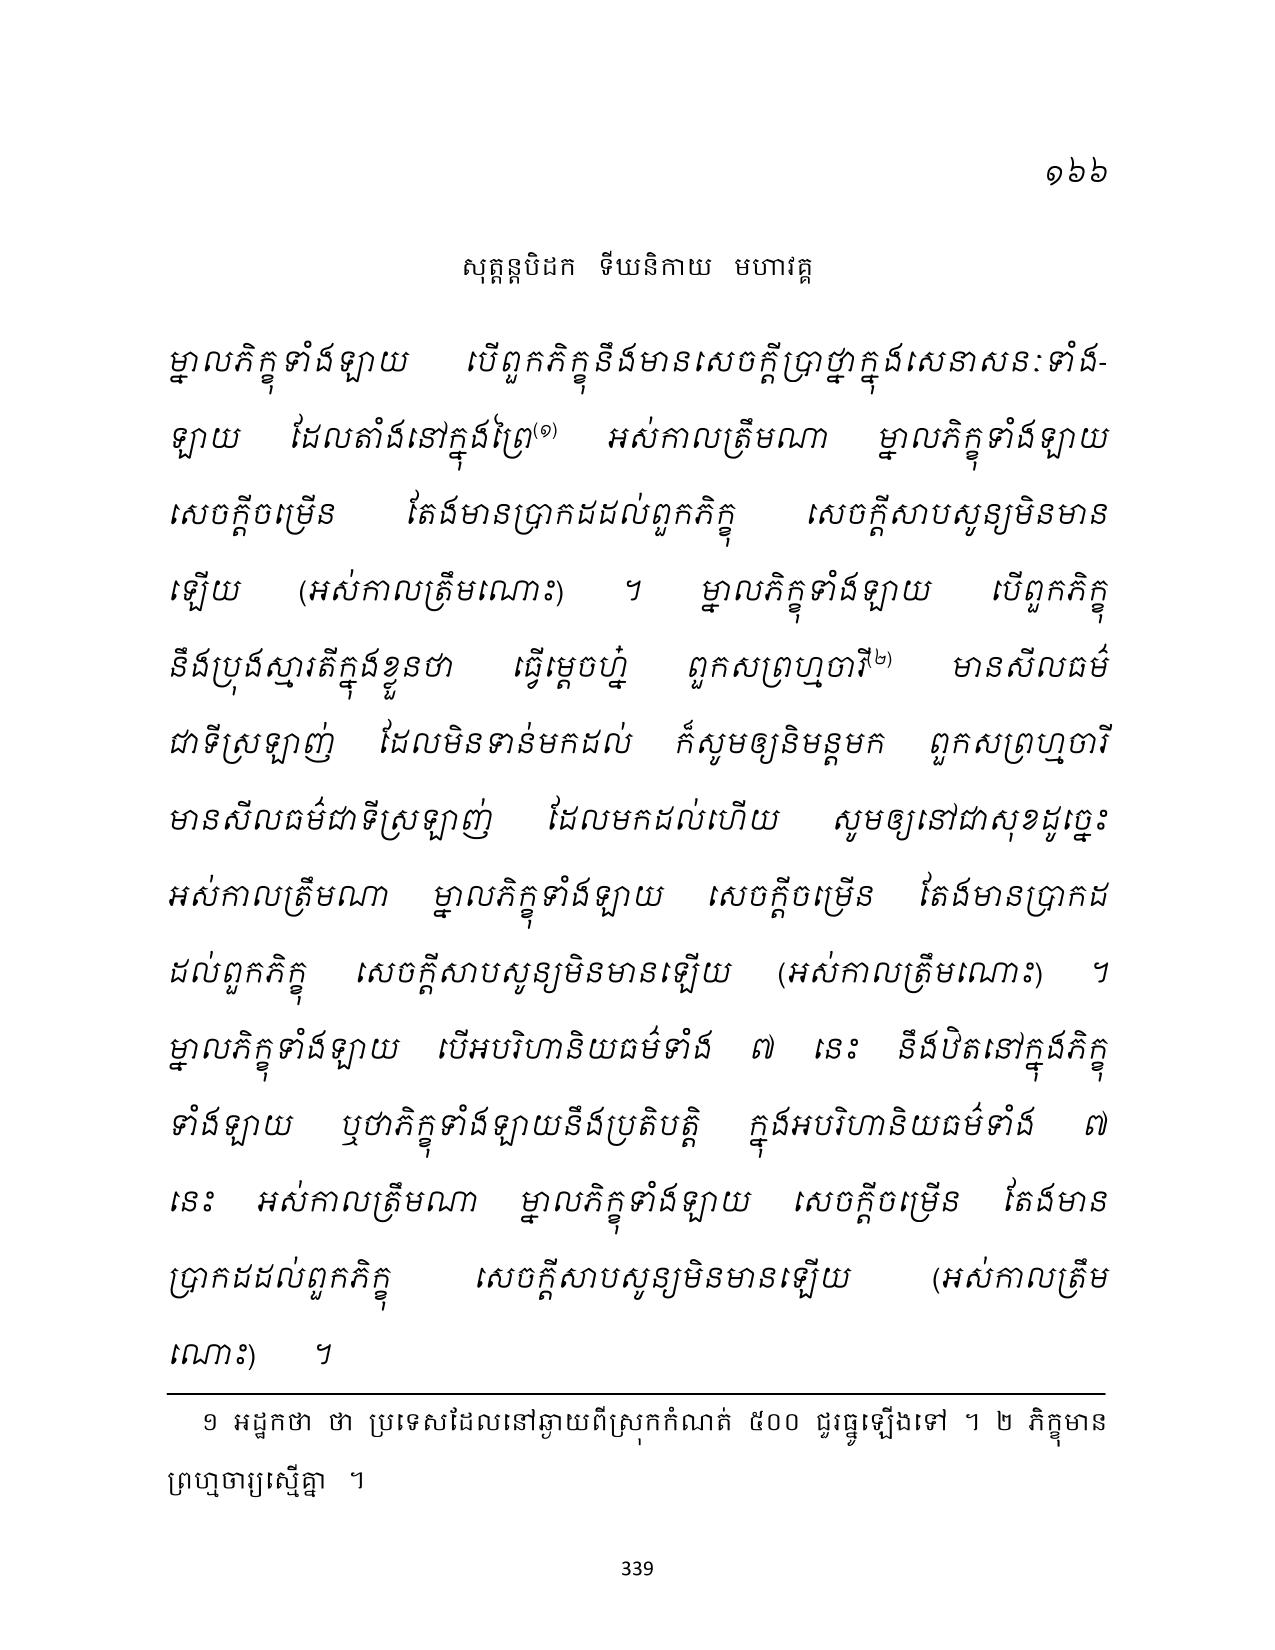 ១៦៦
សុត្តន្តបិដក ទីឃនិកាយ មហាវគ្គ
ម្នាលភិក្ខុទាំងឡាយ បើពួកភិក្ខុនឹងមានសេចក្តីប្រាថ្នាក្នុងសេនាសនៈទាំង-
ឡាយ ដែលតាំងនៅក្នុងព្រៃ(១) អស់កាលត្រឹមណា ម្នាលភិក្ខុទាំងឡាយ
សេចក្តីចម្រើន តែងមានប្រាកដដល់ពួកភិក្ខុ សេចក្តីសាបសូន្យមិនមាន
ឡើយ (អស់កាលត្រឹមណោះ) ។ ម្នាលភិក្ខុទាំងឡាយ បើពួកភិក្ខុ
នឹងប្រុងស្មារតីក្នុងខ្លួនថា ធ្វើម្តេចហ្ន៎ ពួកសព្រហ្មចារី(២) មានសីលធម៌
ជាទីស្រឡាញ់ ដែលមិនទាន់មកដល់ ក៏សូមឲ្យនិមន្តមក ពួកសព្រហ្មចារី
មានសីលធម៌ជាទីស្រឡាញ់ ដែលមកដល់ហើយ សូមឲ្យនៅជាសុខដូច្នេះ
អស់កាលត្រឹមណា ម្នាលភិក្ខុទាំងឡាយ សេចក្តីចម្រើន តែងមានប្រាកដ
ដល់ពួកភិក្ខុ សេចក្តីសាបសូន្យមិនមានឡើយ (អស់កាលត្រឹមណោះ) ។
ម្នាលភិក្ខុទាំងឡាយ បើអបរិហានិយធម៌ទាំង ៧ នេះ នឹងឋិតនៅក្នុងភិក្ខុ
ទាំងឡាយ ឬថាភិក្ខុទាំងឡាយនឹងប្រតិបត្តិ ក្នុងអបរិហានិយធម៌ទាំង ៧
នេះ អស់កាលត្រឹមណា ម្នាលភិក្ខុទាំងឡាយ សេចក្តីចម្រើន តែងមាន
ប្រាកដដល់ពួកភិក្ខុ សេចក្តីសាបសូន្យមិនមានឡើយ (អស់កាលត្រឹម
ណោះ) ។
១ អដ្ឋកថា ថា ប្រទេសដែលនៅឆ្ងាយពីស្រុកកំណត់ ៥០០ ជួរធ្នូឡើងទៅ ។ ២ ភិក្ខុមាន
ព្រហ្មចារ្យស្មើគ្នា ។
339